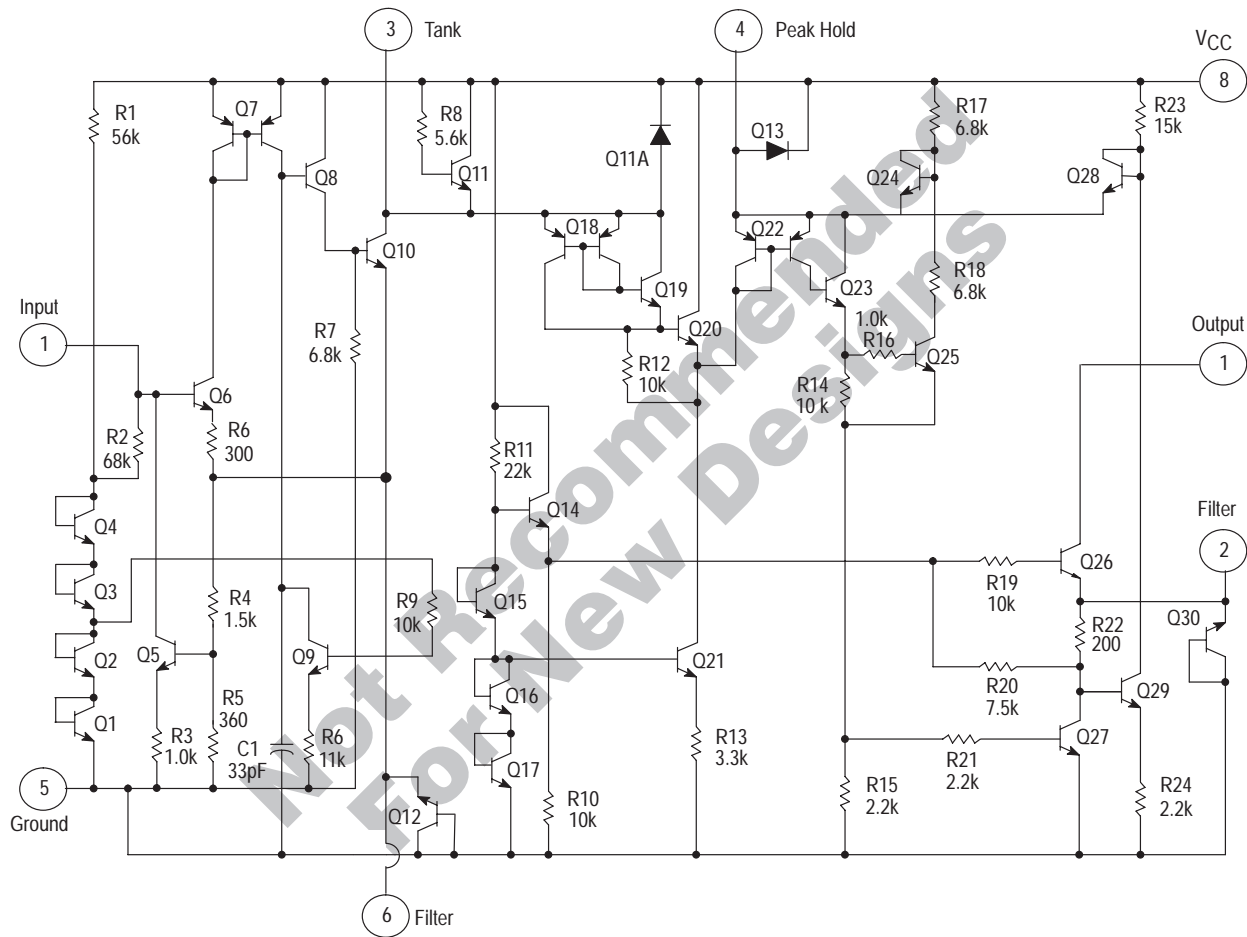 3 Tank
4 Peak Hold
VCC
8
R1
56k
Q7
R8
5.6k
Q13
R17
6.8k
R23
15k
Q8
Q11
Q11A
Q24
Q28
Q10
Q18
Q22
Q19
Q23
R18
6.8k
Input
1
R7
6.8k
Q20
1.0k
R16
Q25
Output
1
R12
10k
R14
10 k
Q6
R2
68k
R6
300
R11
22k
Q14
Q4
Filter
2
Q3
R19
10k
Q26
R9
10k
Q15
R4
1.5k
Q30
R22
200
Q2
Q5
Q9
Q21
Q16
R20
7.5k
Q29
Q1
R5
360
R3
1.0k
C1
33pF
R6
11k
Q17
R13
3.3k
R21
2.2k
Q27
5
Ground
Q12
R10
10k
R15
2.2k
R24
2.2k
6 Filter
Not Recommended
For New Designs